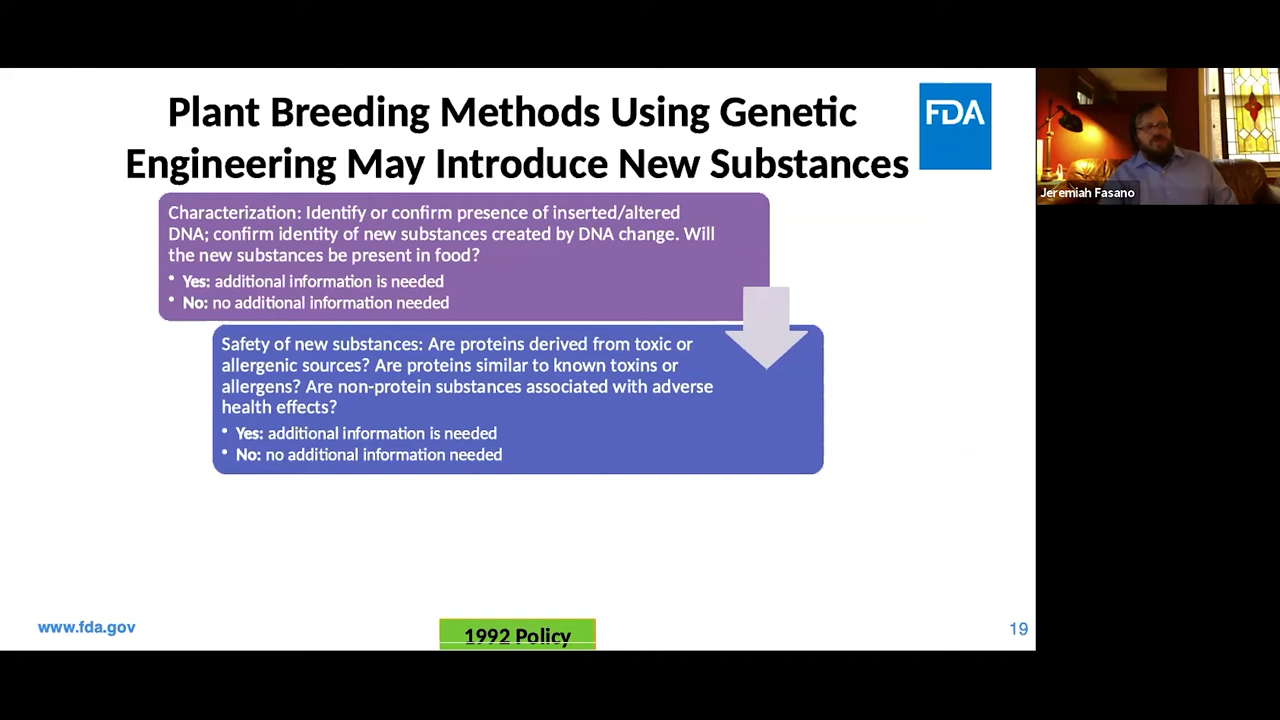 Plant Breeding Methods Using Genetic
Engineering May Introduce New Substances
FDA
Jeremiah Fasano
Characterization: Identify or confirm presence of inserted/altered
DNA; confirm identity of new substances created by DNA change. Will
the new substances be present in food?
• Yes: additional information is needed
• No: no additional information needed
Safety of new substances: Are proteins derived from toxic or
allergenic sources? Are proteins similar to known toxins or
allergens? Are non-protein substances associated with adverse
health effects?
• Yes: additional information is needed
• No: no additional information needed
www.fda.gov
1992 Policy
19